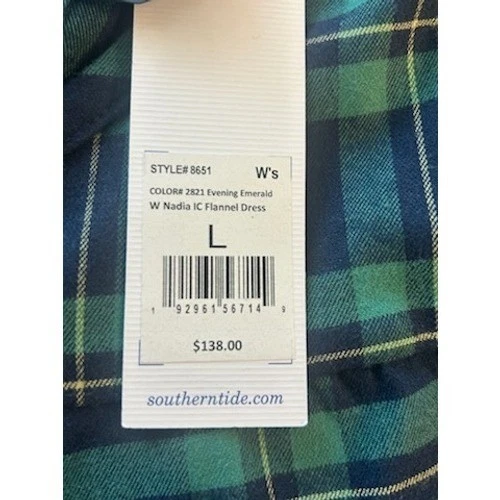 STYLE# 8651 W's
COLOR# 2821 Evening Emerald
W Nadia IC Flannel Dress
L
1 92961 56714 9
$138.00
southerntide.com